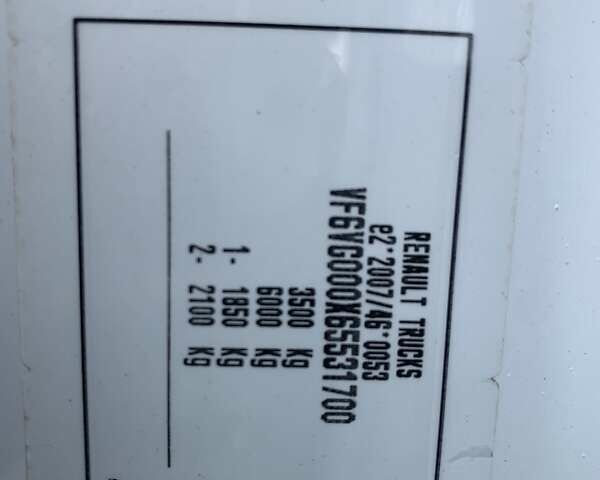 RENAULT TRUCKS
e2*2007/46*0053
VF6VG000X65531700
3500 kg
6000 kg
1- 1850 kg
2- 2100 kg